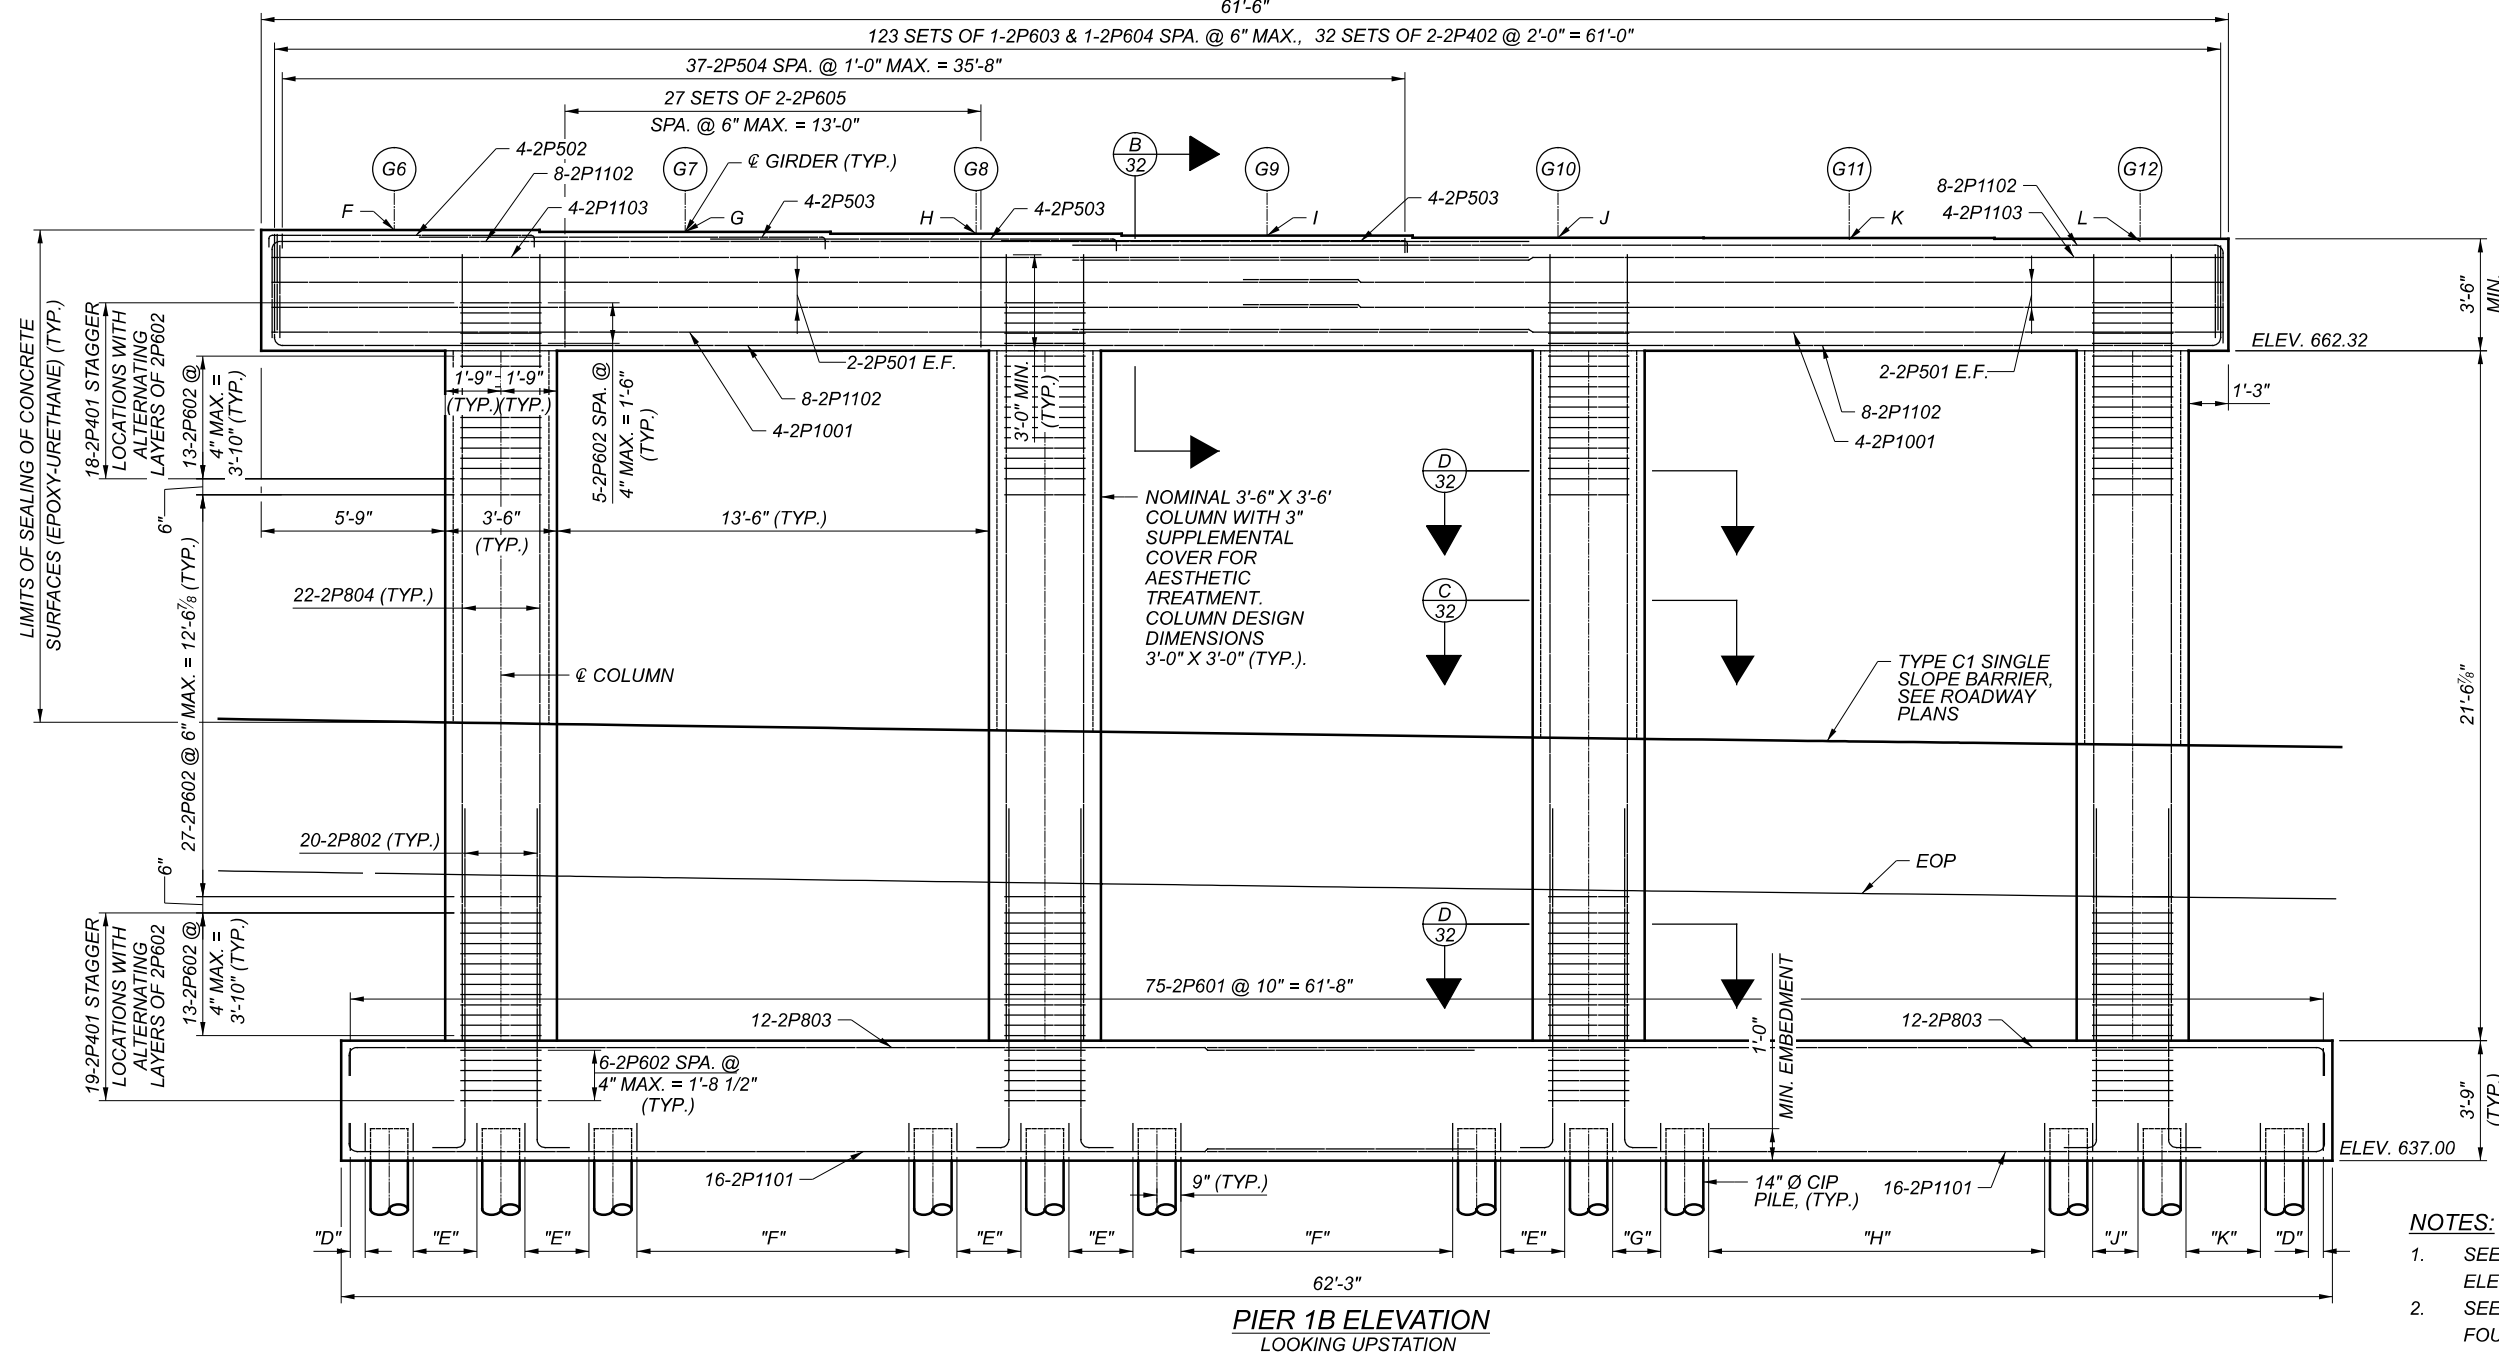 61'-6"
123 SETS OF 1-2P603 & 1-2P604 SPA. @ 6" MAX., 32 SETS OF 2-2P402 @ 2'-0" = 61'-0"
37-2P504 SPA. @ 1'-0" MAX. = 35'-8"
27 SETS OF 2-2P605
SPA. @ 6" MAX. = 13'-0"
B
32
G6
G7
G8
G9
G10
G11
G12
4-2P502
8-2P1102
4-2P1103
℄ GIRDER (TYP.)
4-2P503
4-2P503
4-2P503
8-2P1102
4-2P1103
F
G
H
I
J
K
L
LIMITS OF SEALING OF CONCRETE
SURFACES (EPOXY-URETHANE) (TYP.)
18-2P401 STAGGER
LOCATIONS WITH
ALTERNATING
LAYERS OF 2P602
13-2P602 @
4" MAX. =
3'-10" (TYP.)
1'-9"
(TYP.)
1'-9"
(TYP.)
5-2P602 SPA. @
4" MAX. = 1'-6"
(TYP.)
2-2P501 E.F.
8-2P1102
4-2P1001
3'-0" MIN.
(TYP.)
2-2P501 E.F.
8-2P1102
4-2P1001
3'-6"
MIN.
ELEV. 662.32
1'-3"
6"
5'-9"
3'-6"
(TYP.)
13'-6" (TYP.)
NOMINAL 3'-6" X 3'-6'
COLUMN WITH 3"
SUPPLEMENTAL
COVER FOR
AESTHETIC
TREATMENT.
COLUMN DESIGN
DIMENSIONS
3'-0" X 3'-0" (TYP.).
D
32
C
32
27-2P602 @ 6" MAX. = 12'-6⅞ (TYP.)
22-2P804 (TYP.)
℄ COLUMN
TYPE C1 SINGLE
SLOPE BARRIER,
SEE ROADWAY
PLANS
21'-6⅞"
20-2P802 (TYP.)
EOP
6"
19-2P401 STAGGER
LOCATIONS WITH
ALTERNATING
LAYERS OF 2P602
13-2P602 @
4" MAX. =
3'-10" (TYP.)
D
32
75-2P601 @ 10" = 61'-8"
12-2P803
12-2P803
1'-0"
MIN. EMBEDMENT
6-2P602 SPA. @
4" MAX. = 1'-8 1/2"
(TYP.)
3'-9"
(TYP.)
ELEV. 637.00
16-2P1101
9" (TYP.)
14" Ø CIP
PILE, (TYP.)
16-2P1101
"D"
"E"
"E"
"F"
"E"
"E"
"F"
"E"
"G"
"H"
"J"
"K"
"D"
62'-3"
PIER 1B ELEVATION
LOOKING UPSTATION
NOTES:
1. SEE
ELE
2. SEE
FOU